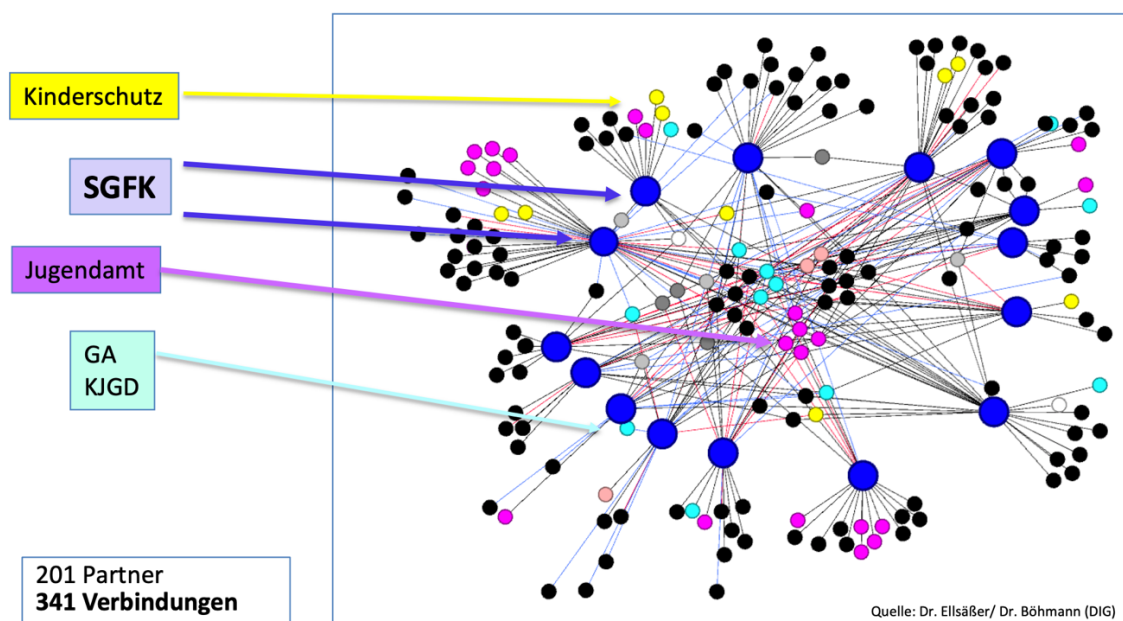 Kinderschutz
SGFK
Jugendamt
GA
KJGD
201 Partner
341 Verbindungen
Quelle: Dr. Ellsäßer/ Dr. Böhmann (DIG)